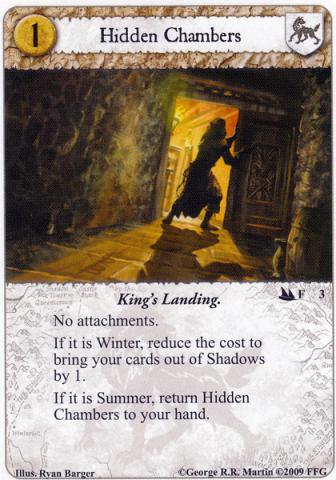 1
Hidden Chambers
King's Landing.
F 3
No attachments.
If it is Winter, reduce the cost to
bring your cards out of Shadows
by 1.
If it is Summer, return Hidden
Chambers to your hand.
Illus. Ryan Barger
©George R.R. Martin ©2009 FFG